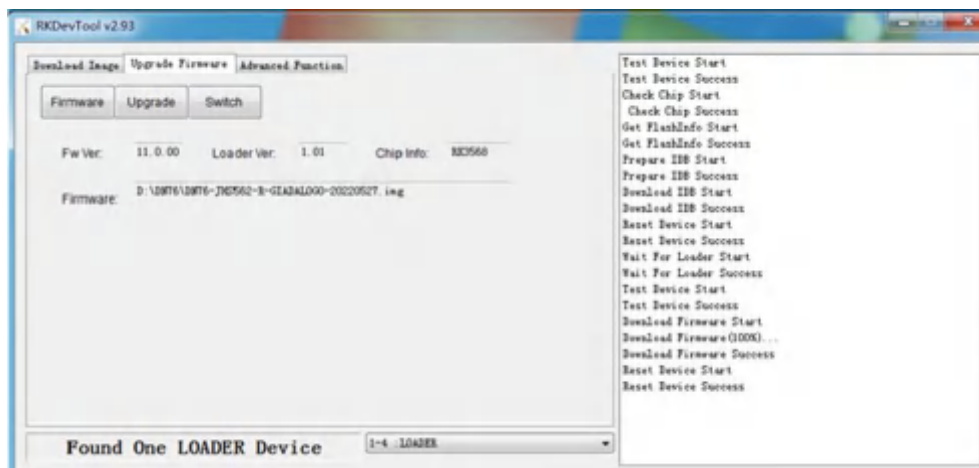 RKDevTool v2.93
Download Image Upgrade Firmware Advanced Function
Firmware Upgrade Switch
Fw Ver: 11.0.00 Loader Ver: 1.01 Chip Info: RK3568
Firmware:
Found One LOADER Device
1-4 :LOADER
Test Device Start
Test Device Success
Check Chip Start
Check Chip Success
Get FlashInfo Start
Get FlashInfo Success
Prepare IDB Start
Prepare IDB Success
Download IDB Start
Download IDB Success
Reset Device Start
Reset Device Success
Wait For Loader Start
Wait For Loader Success
Test Device Start
Test Device Success
Download Firmware Start
Download Firmware(100%)...
Download Firmware Success
Reset Device Start
Reset Device Success